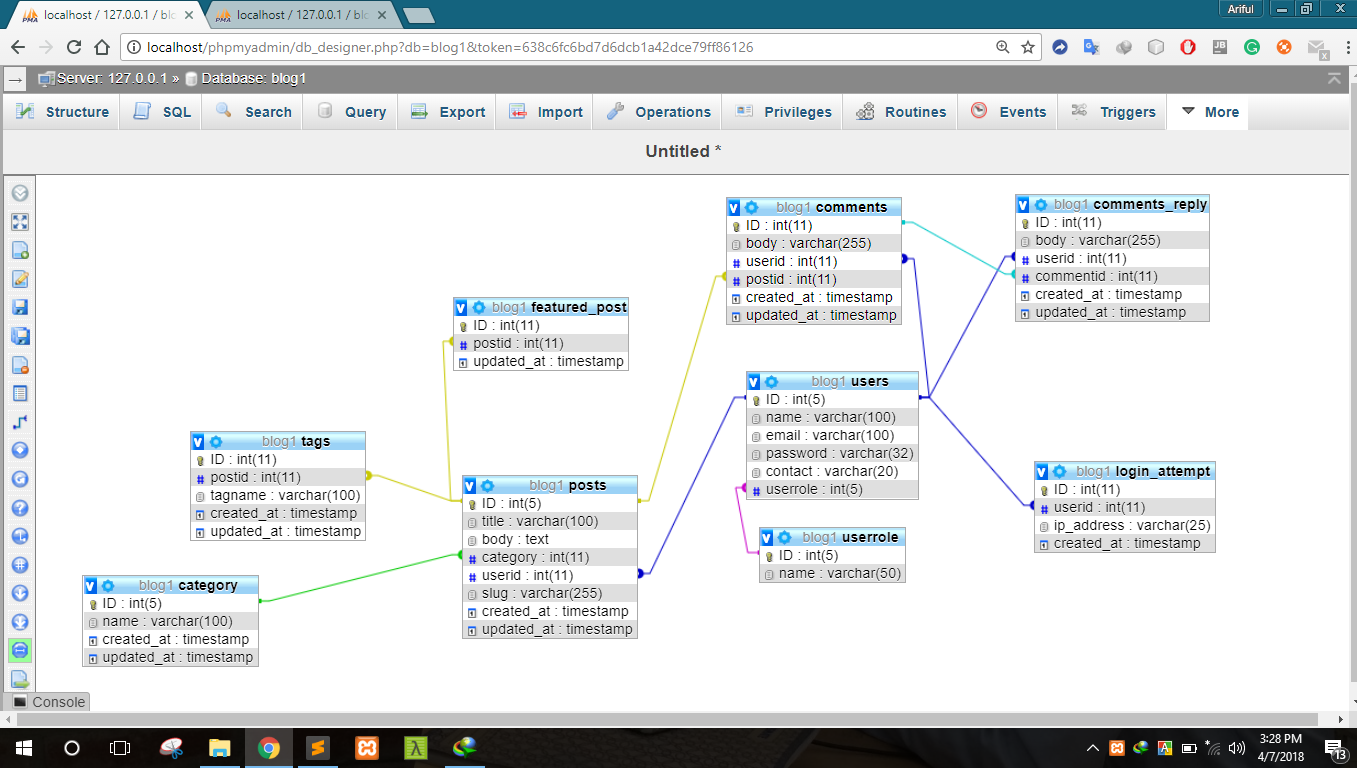 localhost / 127.0.0.1 / blo
localhost / 127.0.0.1 / blo
Ariful
localhost/phpmyadmin/db_designer.php?db=blog1&token=638c6fc6bd7d6dcb1a42dce79ff86126
Server: 127.0.0.1 » Database: blog1
Structure SQL Search Query Export Import Operations Privileges Routines Events Triggers More
Untitled *
blog1 comments
ID : int(11)
body : varchar(255)
userid : int(11)
postid : int(11)
created_at : timestamp
updated_at : timestamp
blog1 comments_reply
ID : int(11)
body : varchar(255)
userid : int(11)
commentid : int(11)
created_at : timestamp
updated_at : timestamp
blog1 featured_post
ID : int(11)
postid : int(11)
updated_at : timestamp
blog1 users
ID : int(5)
name : varchar(100)
email : varchar(100)
password : varchar(32)
contact : varchar(20)
userrole : int(5)
blog1 tags
ID : int(11)
postid : int(11)
tagname : varchar(100)
created_at : timestamp
updated_at : timestamp
blog1 posts
ID : int(5)
title : varchar(100)
body : text
category : int(11)
userid : int(11)
slug : varchar(255)
created_at : timestamp
updated_at : timestamp
blog1 login_attempt
ID : int(11)
userid : int(11)
ip_address : varchar(25)
created_at : timestamp
blog1 userrole
ID : int(5)
name : varchar(50)
blog1 category
ID : int(5)
name : varchar(100)
created_at : timestamp
updated_at : timestamp
Console
3:28 PM
4/7/2018
13